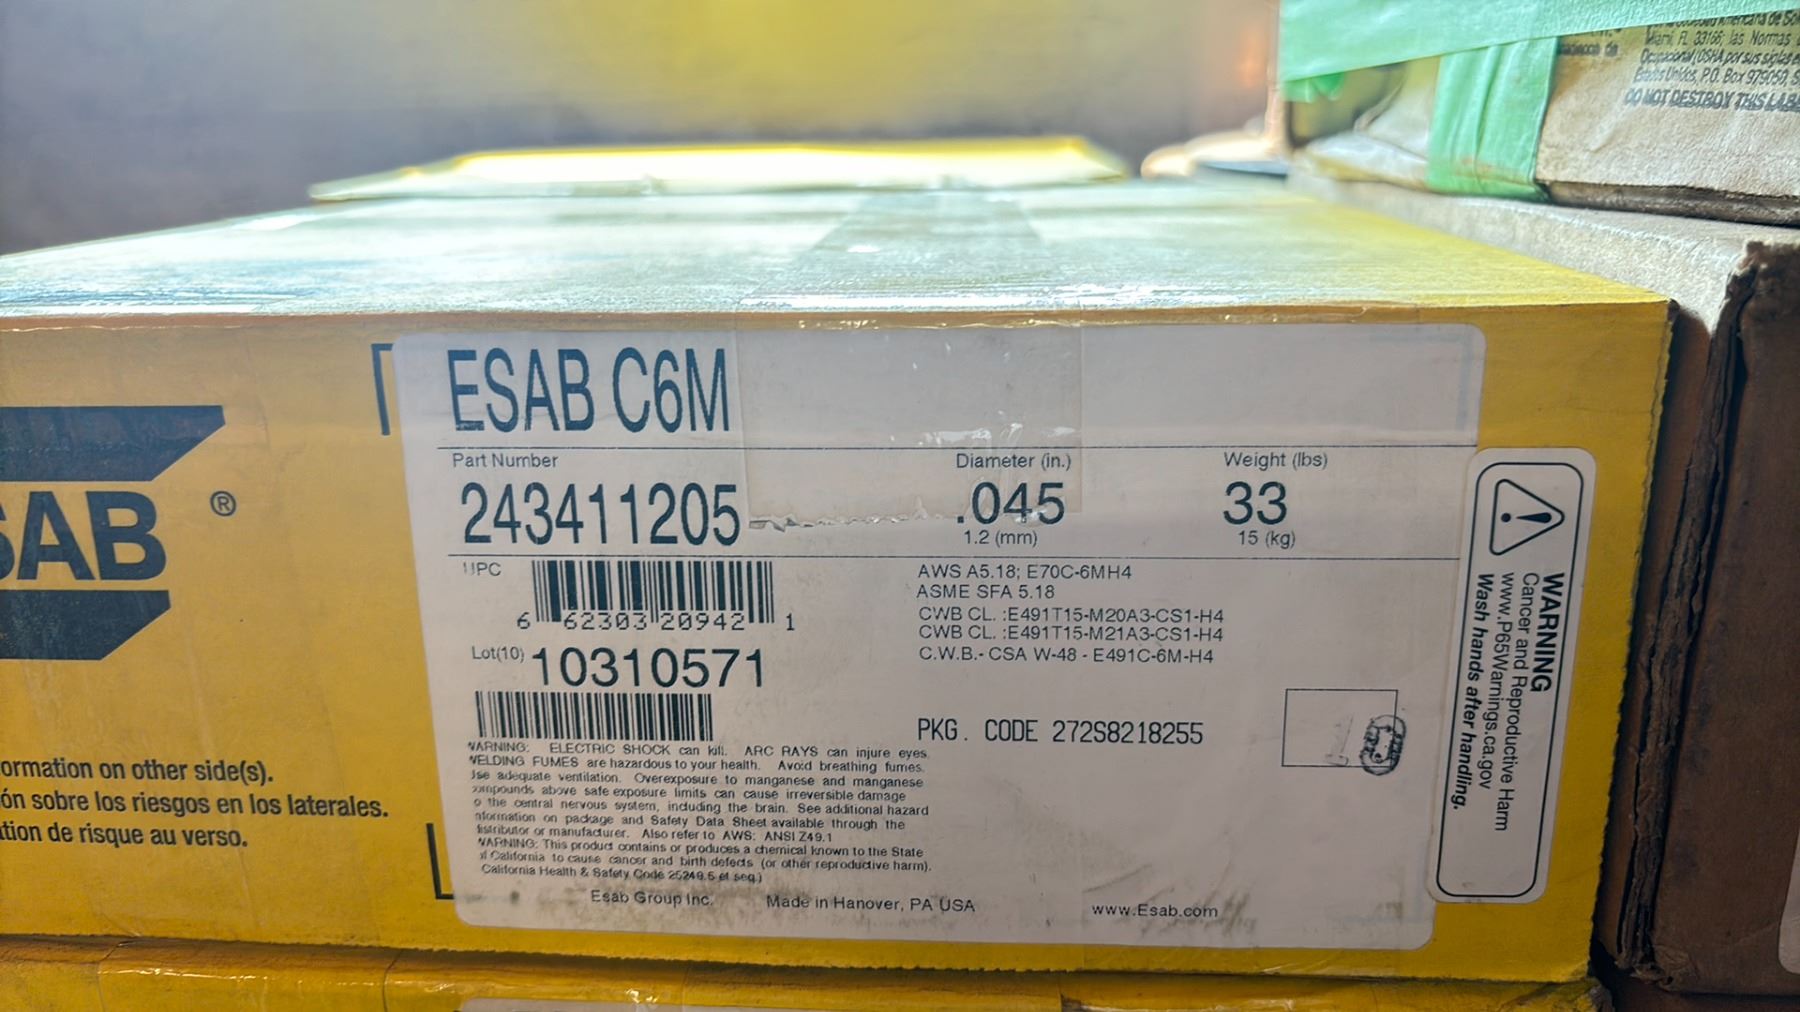 ESAB C6M
Part Number Diameter (in.) Weight (lbs)
243411205 .045 33
1.2 (mm) 15 (kg)
UPC
6 62303 20942 1
Lot(10) 10310571
AWS A5.18; E70C-6MH4
ASME SFA 5.18
CWB CL. :E491T15-M20A3-CS1-H4
CWB CL. :E491T15-M21A3-CS1-H4
C.W.B.- CSA W-48 - E491C-6M-H4
PKG. CODE 272S8218255
WARNING: ELECTRIC SHOCK can kill. ARC RAYS can injure eyes.
WELDING FUMES are hazardous to your health. Avoid breathing fumes.
Use adequate ventilation. Overexposure to manganese and manganese
compounds above safe exposure limits can cause irreversible damage
o the central nervous system, including the brain. See additional hazard
nformation on package and Safety Data Sheet available through the
distributor or manufacturer. Also refer to AWS: ANSI Z49.1
WARNING: This product contains or produces a chemical known to the State
of California to cause cancer and birth defects (or other reproductive harm).
California Health & Safety Code 25249.5 et seq.)
Esab Group Inc. Made in Hanover, PA USA www.Esab.com
WARNING
Cancer and Reproductive Harm
www.P65Warnings.ca.gov
Wash hands after handling.
SAB ®
ormation on other side(s).
ón sobre los riesgos en los laterales.
tion de risque au verso.
Miami, FL 33166; las Normas
Ocupacional (OSHA por sus siglas e
Estados Unidos, P.O. Box 979050, S
DO NOT DESTROY THIS LAB